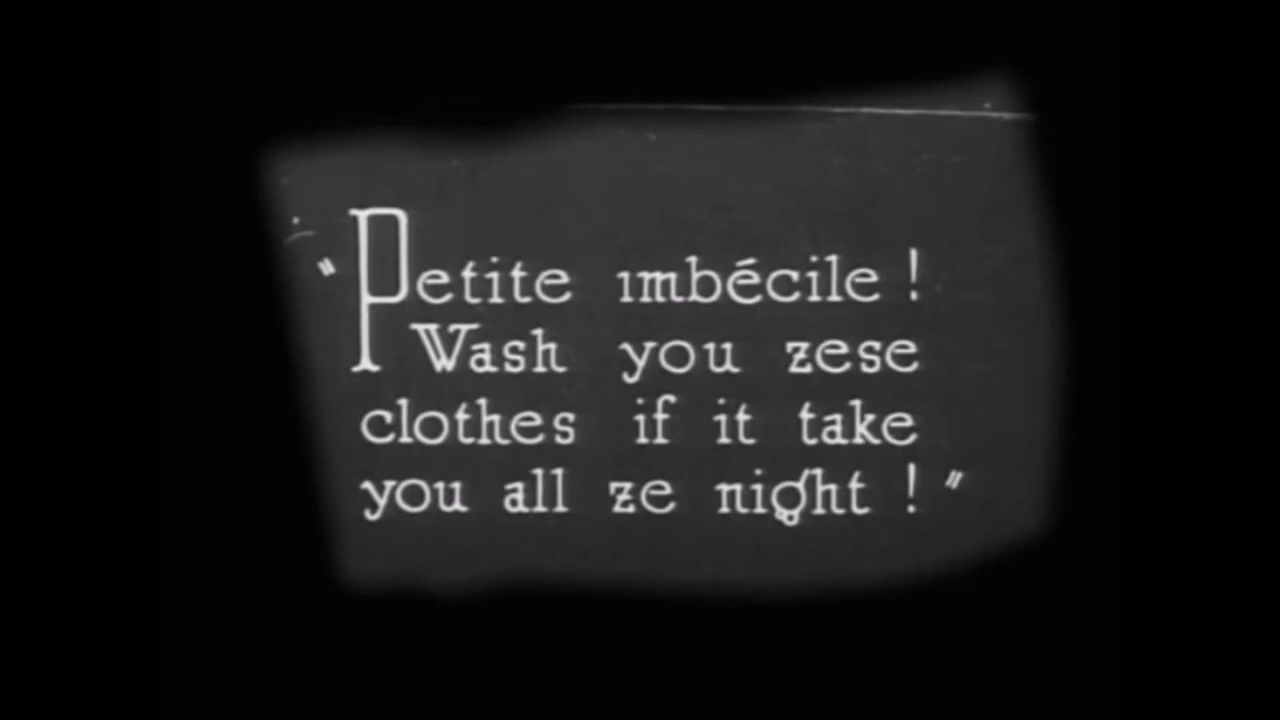 "Petite imbécile!
Wash you zese
clothes if it take
you all ze night!"